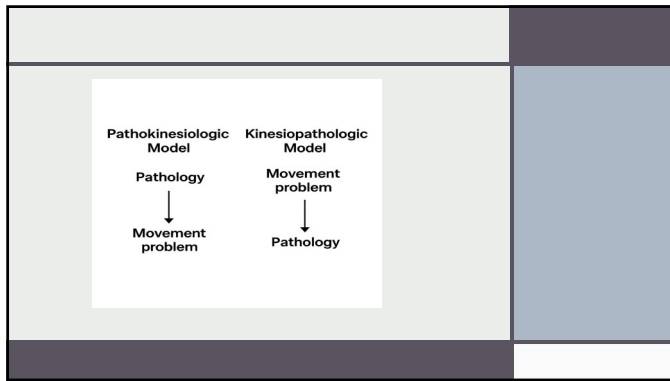 Pathokinesiologic
Model
Pathology
Movement
problem
Kinesiopathologic
Model
Movement
problem
Pathology